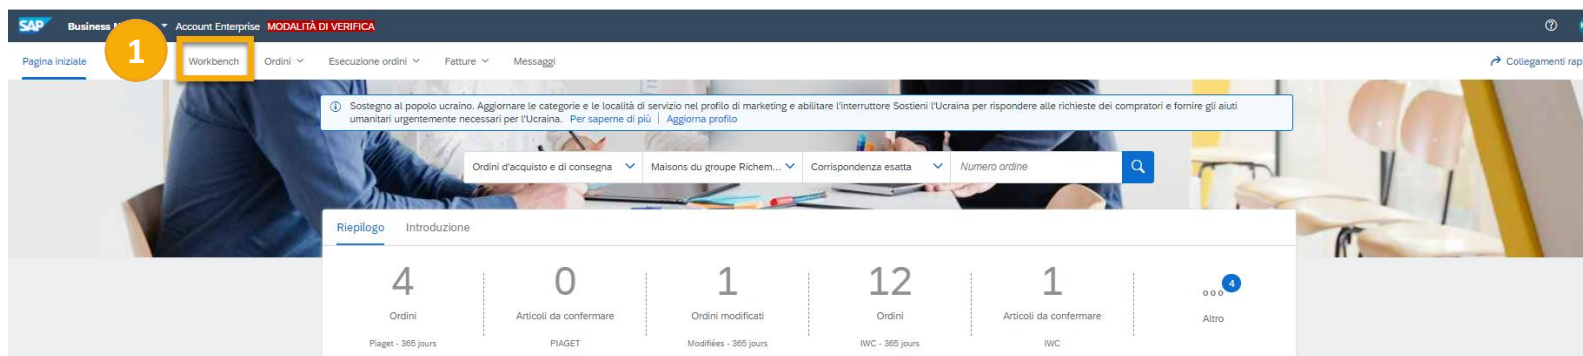 SAP Business Account Enterprise MODALITÀ DI VERIFICA
1
Pagina iniziale Workbench Ordini Esecuzione ordini Fatture Messaggi Collegamenti
Sostegno al popolo ucraino. Aggiornare le categorie e le località di servizio nel profilo di marketing e abilitare l'interruttore Sostieni l'Ucraina per rispondere alle richieste dei compratori e fornire gli aiuti
umanitari urgentemente necessari per l'Ucraina. Per saperne di più | Aggiorna profilo
Ordini d'acquisto e di consegna Maisons du groupe Richem... Corrispondenza esatta Numero ordine
Riepilogo Introduzione
4 0 1 12 1 4
Ordini Articoli da confermare Ordini modificati Ordini Articoli da confermare Altro
Piaget - 365 jours PIAGET Modifiées - 365 jours IWC - 365 jours IWC